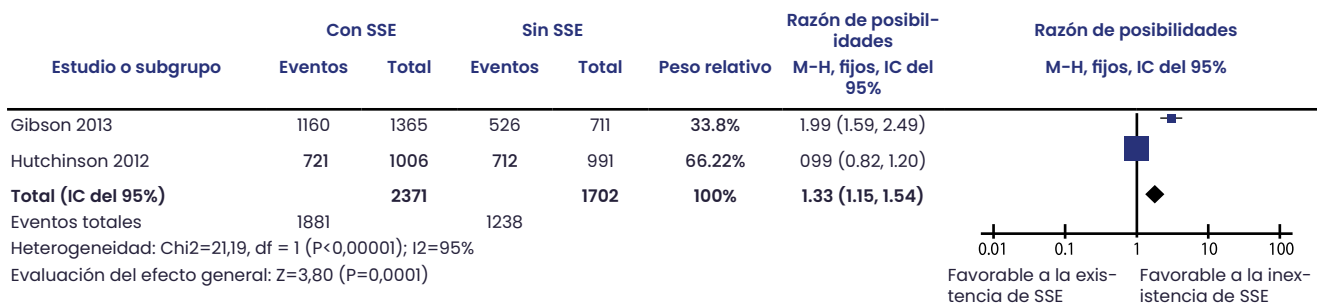 Con SSE Sin SSE Razón de posibil-
idades Razón de posibilidades
Estudio o subgrupo Eventos Total Eventos Total Peso relativo M-H, fijos, IC del
95% M-H, fijos, IC del 95%
Gibson 2013 1160 1365 526 711 33.8% 1.99 (1.59, 2.49)
Hutchinson 2012 721 1006 712 991 66.22% 099 (0.82, 1.20)
Total (IC del 95%) 2371 1702 100% 1.33 (1.15, 1.54)
Eventos totales 1881 1238
Heterogeneidad: Chi2=21,19, df = 1 (P<0,00001); I2=95%
Evaluación del efecto general: Z=3,80 (P=0,0001)
0.01 0.1 1 10 100
Favorable a la exis-
tencia de SSE
Favorable a la inex-
istencia de SSE